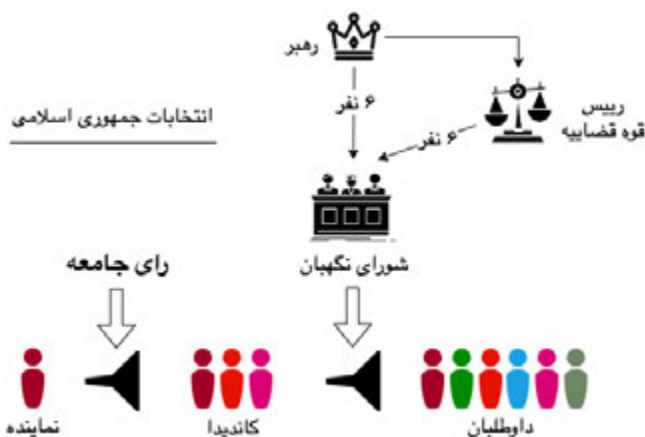 رهبر
۶ نفر
رییس
قوه قضاییه
۶ نفر
انتخابات جمهوری اسلامی
شورای نگهبان
رای جامعه
داوطلبان
کاندیدا
نماینده